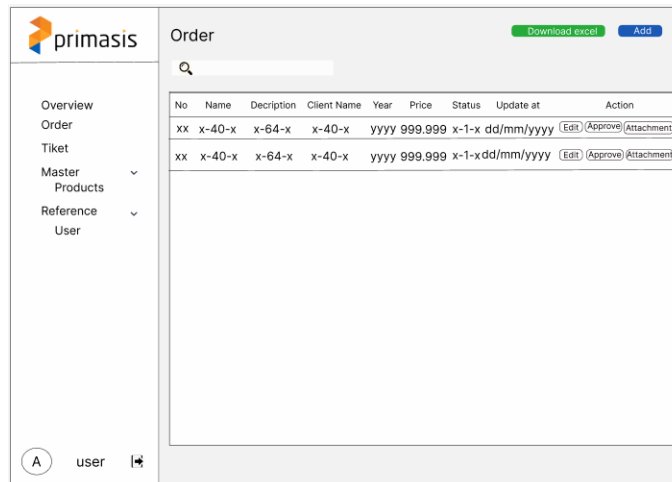 primasis
Order
Download excel
Add
Overview
Order
Tiket
Master
Products
Reference
User
No Name Decription Client Name Year Price Status Update at Action
xx x-40-x x-64-x x-40-x yyyy 999.999 x-1-x dd/mm/yyyy Edit Approve Attachment
xx x-40-x x-64-x x-40-x yyyy 999.999 x-1-x dd/mm/yyyy Edit Approve Attachment
A user